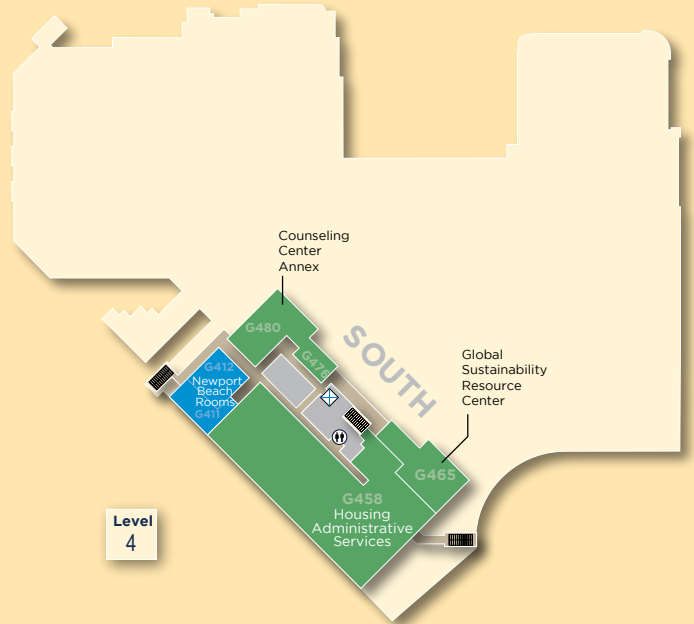 Counseling
Center
Annex
G480
G476
SOUTH
G412
Newport
Beach
Rooms
G411
Global
Sustainability
Resource
Center
G465
G458
Housing
Administrative
Services
Level
4